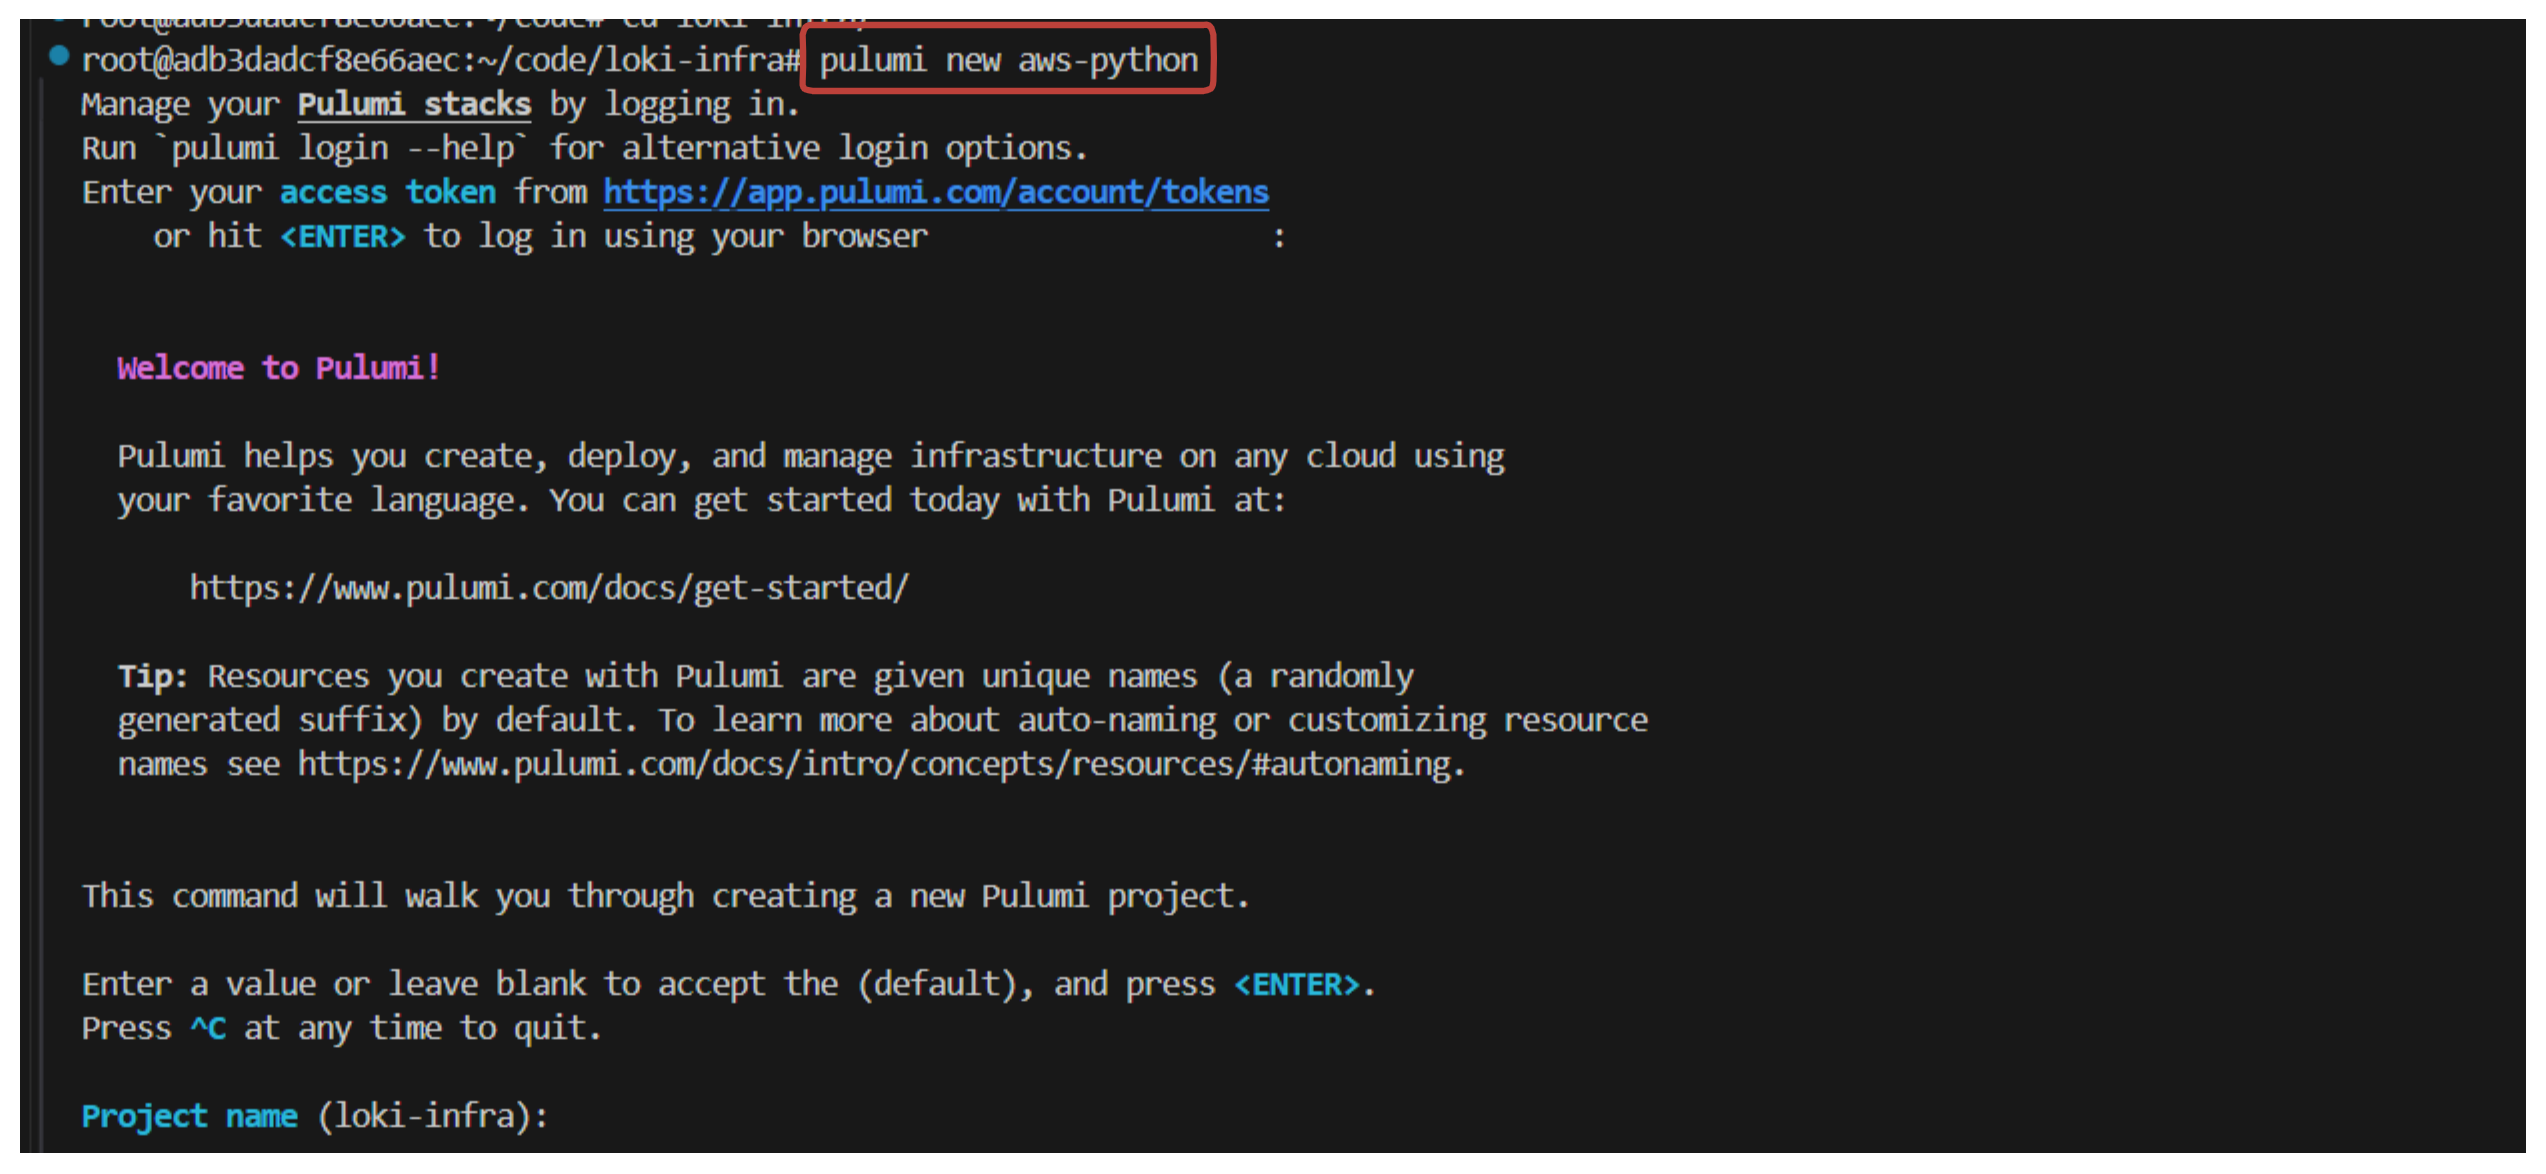 root@adb3dadcf8e66aec:~/code# cd loki-infra/
root@adb3dadcf8e66aec:~/code/loki-infra# pulumi new aws-python
Manage your Pulumi stacks by logging in.
Run `pulumi login --help` for alternative login options.
Enter your access token from https://app.pulumi.com/account/tokens
or hit <ENTER> to log in using your browser :
Welcome to Pulumi!
Pulumi helps you create, deploy, and manage infrastructure on any cloud using
your favorite language. You can get started today with Pulumi at:
https://www.pulumi.com/docs/get-started/
Tip: Resources you create with Pulumi are given unique names (a randomly
generated suffix) by default. To learn more about auto-naming or customizing resource
names see https://www.pulumi.com/docs/intro/concepts/resources/#autonaming.
This command will walk you through creating a new Pulumi project.
Enter a value or leave blank to accept the (default), and press <ENTER>.
Press ^C at any time to quit.
Project name (loki-infra):